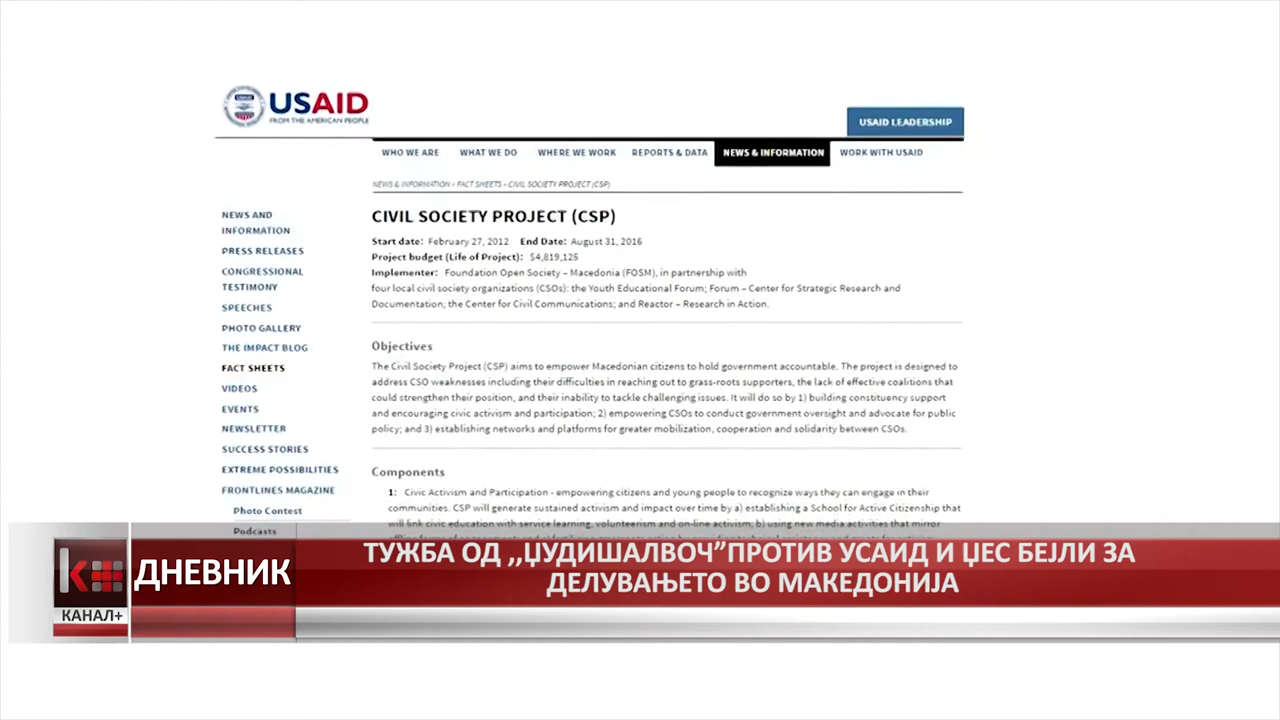 USAID
FROM THE AMERICAN PEOPLE
USAID LEADERSHIP
WHO WE ARE WHAT WE DO WHERE WE WORK REPORTS & DATA NEWS & INFORMATION WORK WITH USAID
NEWS & INFORMATION » FACT SHEETS » CIVIL SOCIETY PROJECT (CSP)
NEWS AND
INFORMATION
PRESS RELEASES
CONGRESSIONAL
TESTIMONY
SPEECHES
PHOTO GALLERY
THE IMPACT BLOG
FACT SHEETS
VIDEOS
EVENTS
NEWSLETTER
SUCCESS STORIES
EXTREME POSSIBILITIES
FRONTLINES MAGAZINE
Photo Contest
Podcasts
CIVIL SOCIETY PROJECT (CSP)
Start date: February 27, 2012 End Date: August 31, 2016
Project budget (Life of Project): $4,819,125
Implementer: Foundation Open Society – Macedonia (FOSM), in partnership with
four local civil society organizations (CSOs): the Youth Educational Forum; Forum – Center for Strategic Research and
Documentation; the Center for Civil Communications; and Reactor – Research in Action.
Objectives
The Civil Society Project (CSP) aims to empower Macedonian citizens to hold government accountable. The project is designed to
address CSO weaknesses including their difficulties in reaching out to grass-roots supporters, the lack of effective coalitions that
could strengthen their position, and their inability to tackle challenging issues. It will do so by 1) building constituency support
and encouraging civic activism and participation; 2) empowering CSOs to conduct government oversight and advocate for public
policy; and 3) establishing networks and platforms for greater mobilization, cooperation and solidarity between CSOs.
Components
1: Civic Activism and Participation - empowering citizens and young people to recognize ways they can engage in their
communities. CSP will generate sustained activism and impact over time by a) establishing a School for Active Citizenship that
will link civic education with service learning, volunteerism and on-line activism; b) using new media activities that mirror
К
КАНАЛ+
ДНЕВНИК
ТУЖБА ОД ,,ЏУДИШАЛВОЧ”ПРОТИВ УСАИД И ЏЕС БЕЈЛИ ЗА
ДЕЛУВАЊЕТО ВО МАКЕДОНИЈА